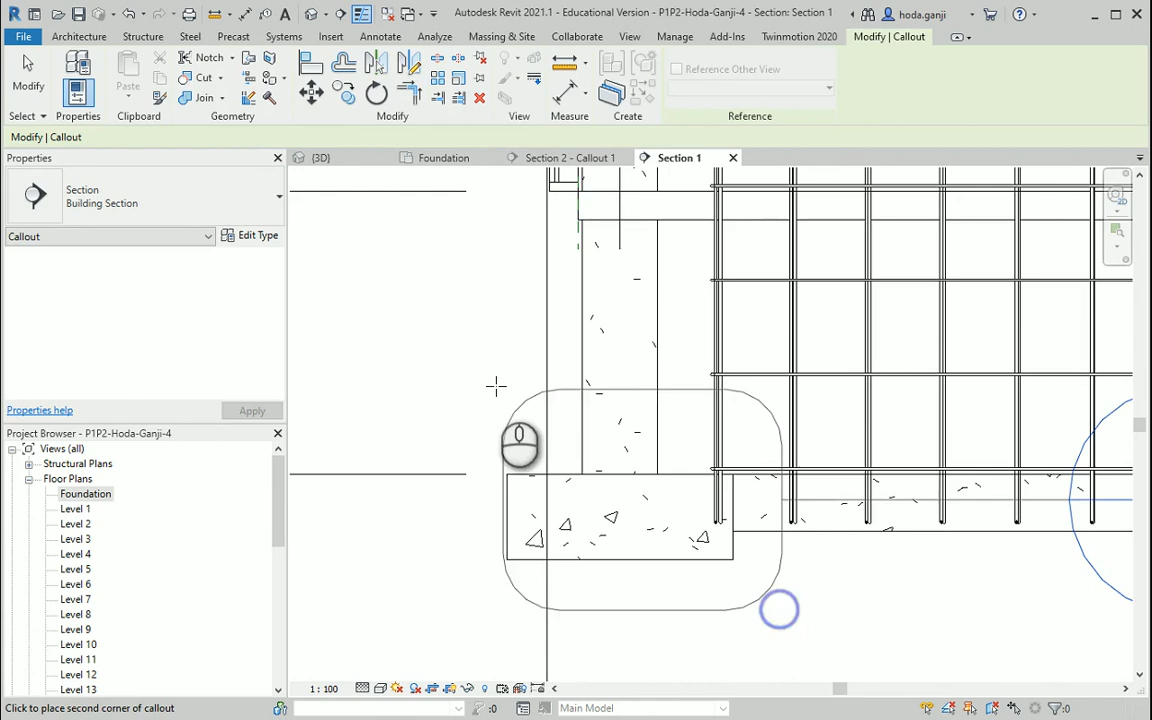 Autodesk Revit 2021.1 - Educational Version - P1P2-Hoda-Ganji-4 - Section: Section 1
hoda.ganji
File Architecture Structure Steel Precast Systems Insert Annotate Analyze Massing & Site Collaborate View Manage Add-Ins Twinmotion 2020 Modify | Callout
Modify
Paste
Notch
Cut
Join
Reference Other View
Select Properties Clipboard Geometry Modify View Measure Create Reference
Modify | Callout
Properties
{3D} Foundation Section 2 - Callout 1 Section 1
Section
Building Section
Callout
Edit Type
Properties help
Apply
Project Browser - P1P2-Hoda-Ganji-4
Views (all)
Structural Plans
Floor Plans
Foundation
Level 1
Level 2
Level 3
Level 4
Level 5
Level 6
Level 7
Level 8
Level 9
Level 10
Level 11
Level 12
Level 13
2D
0
1 : 100
Click to place second corner of callout
:0
Main Model
:0